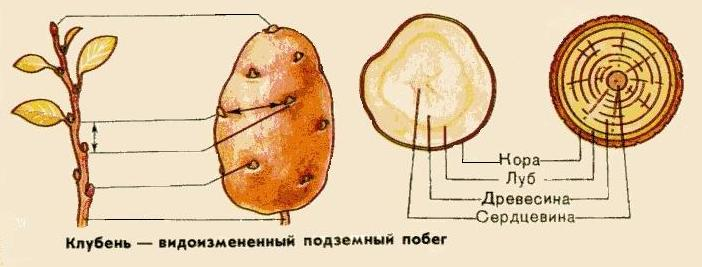 Кора
Луб
Древесина
Сердцевина
Клубень — видоизмененный подземный побег